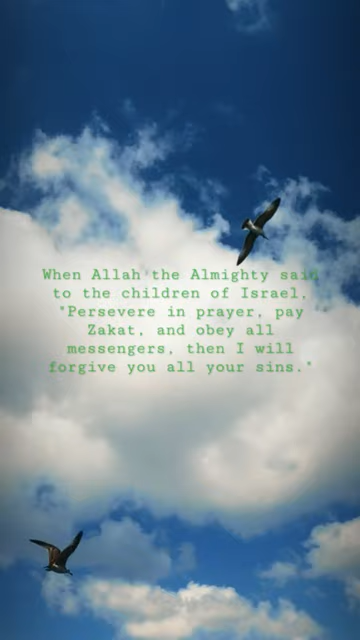 When Allah the Almighty said
to the children of Israel,
"Persevere in prayer, pay
Zakat, and obey all
messengers, then I will
forgive you all your sins."